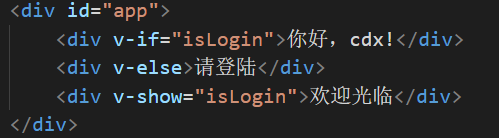 <div id="app">
    <div v-if="isLogin">你好，cdx!</div>
    <div v-else>请登陆</div>
    <div v-show="isLogin">欢迎光临</div>
</div>